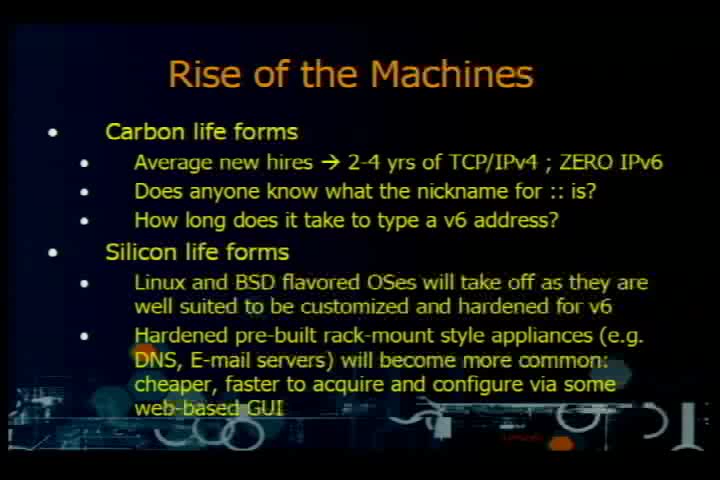 Rise of the Machines
Carbon life forms
Average new hires → 2-4 yrs of TCP/IPv4 ; ZERO IPv6
Does anyone know what the nickname for :: is?
How long does it take to type a v6 address?
Silicon life forms
Linux and BSD flavored OSes will take off as they are
well suited to be customized and hardened for v6
Hardened pre-built rack-mount style appliances (e.g.
DNS, E-mail servers) will become more common:
cheaper, faster to acquire and configure via some
web-based GUI